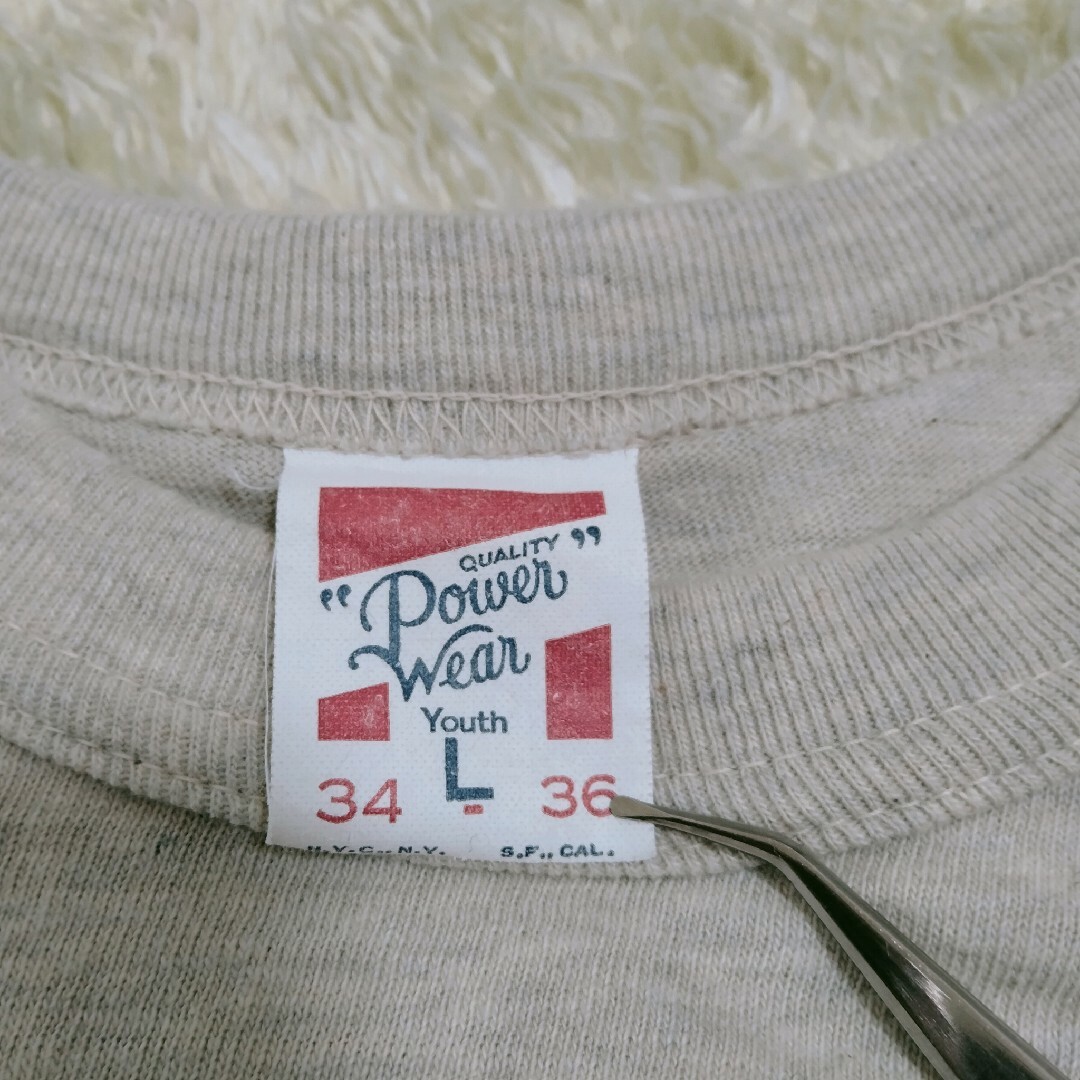 QUALITY
“Power
Wear”
Youth
L
34 - 36
N.Y.C., N.Y. S.F., CAL.